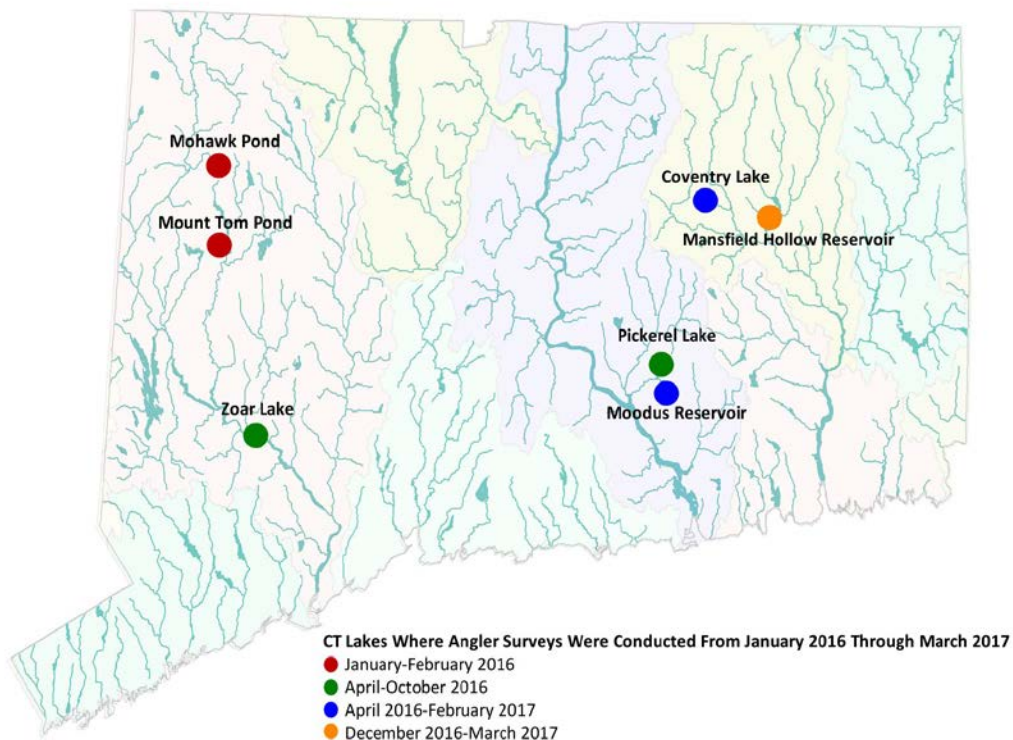 Mohawk Pond
Mount Tom Pond
Coventry Lake
Mansfield Hollow Reservoir
Pickerel Lake
Moodus Reservoir
Zoar Lake
CT Lakes Where Angler Surveys Were Conducted From January 2016 Through March 2017
January-February 2016
April-October 2016
April 2016-February 2017
December 2016-March 2017